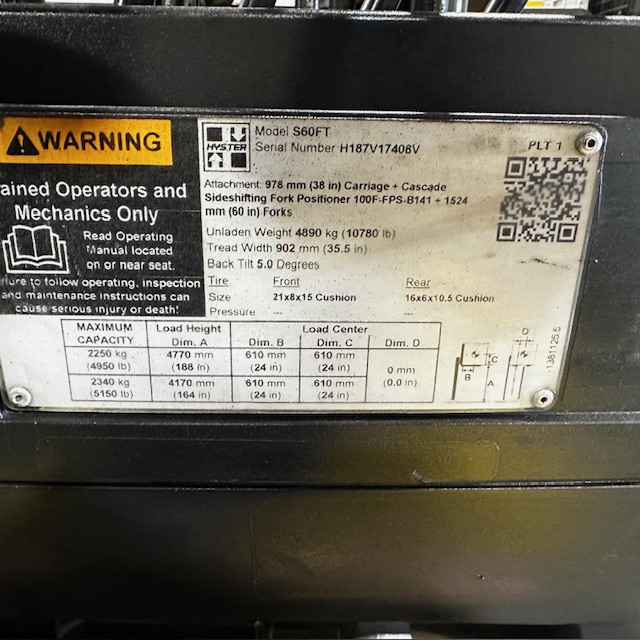 WARNING
HYSTER
Model S60FT
Serial Number H187V17408V
PLT 1
ained Operators and
Mechanics Only
Read Operating
Manual located
on or near seat.
lure to follow operating, inspection
and maintenance instructions can
cause serious injury or death!
Attachment: 978 mm (38 in) Carriage + Cascade
Sideshifting Fork Positioner 100F-FPS-B141 + 1524
mm (60 in) Forks
Unladen Weight 4890 kg (10780 lb)
Tread Width 902 mm (35.5 in)
Back Tilt 5.0 Degrees
Tire Front Rear
Size 21x8x15 Cushion 16x6x10.5 Cushion
Pressure --- ---
MAXIMUM CAPACITY Load Height Dim. A Load Center Dim. B Dim. C Dim. D
2250 kg (4950 lb) 4770 mm (188 in) 610 mm (24 in) 610 mm (24 in) 0 mm (0.0 in)
2340 kg (5150 lb) 4170 mm (164 in) 610 mm (24 in) 610 mm (24 in)
D
C
B
A